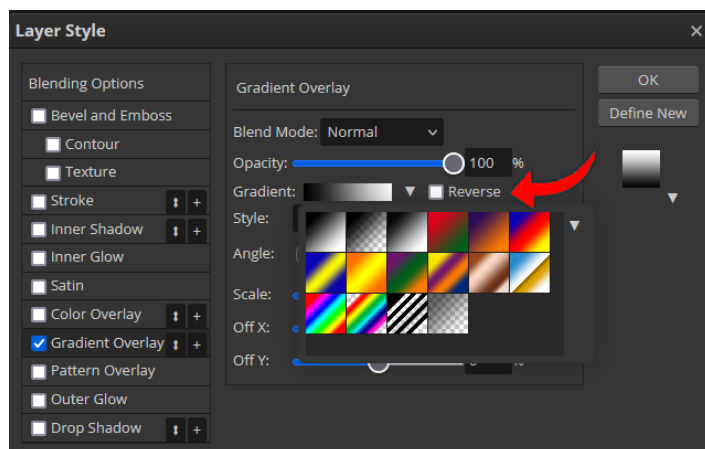 Layer Style
Blending Options
Bevel and Emboss
Contour
Texture
Stroke
Inner Shadow
Inner Glow
Satin
Color Overlay
Gradient Overlay
Pattern Overlay
Outer Glow
Drop Shadow
Gradient Overlay
Blend Mode: Normal
Opacity: 100 %
Gradient: Reverse
Style:
Angle:
Scale:
Off X:
Off Y:
OK
Define New